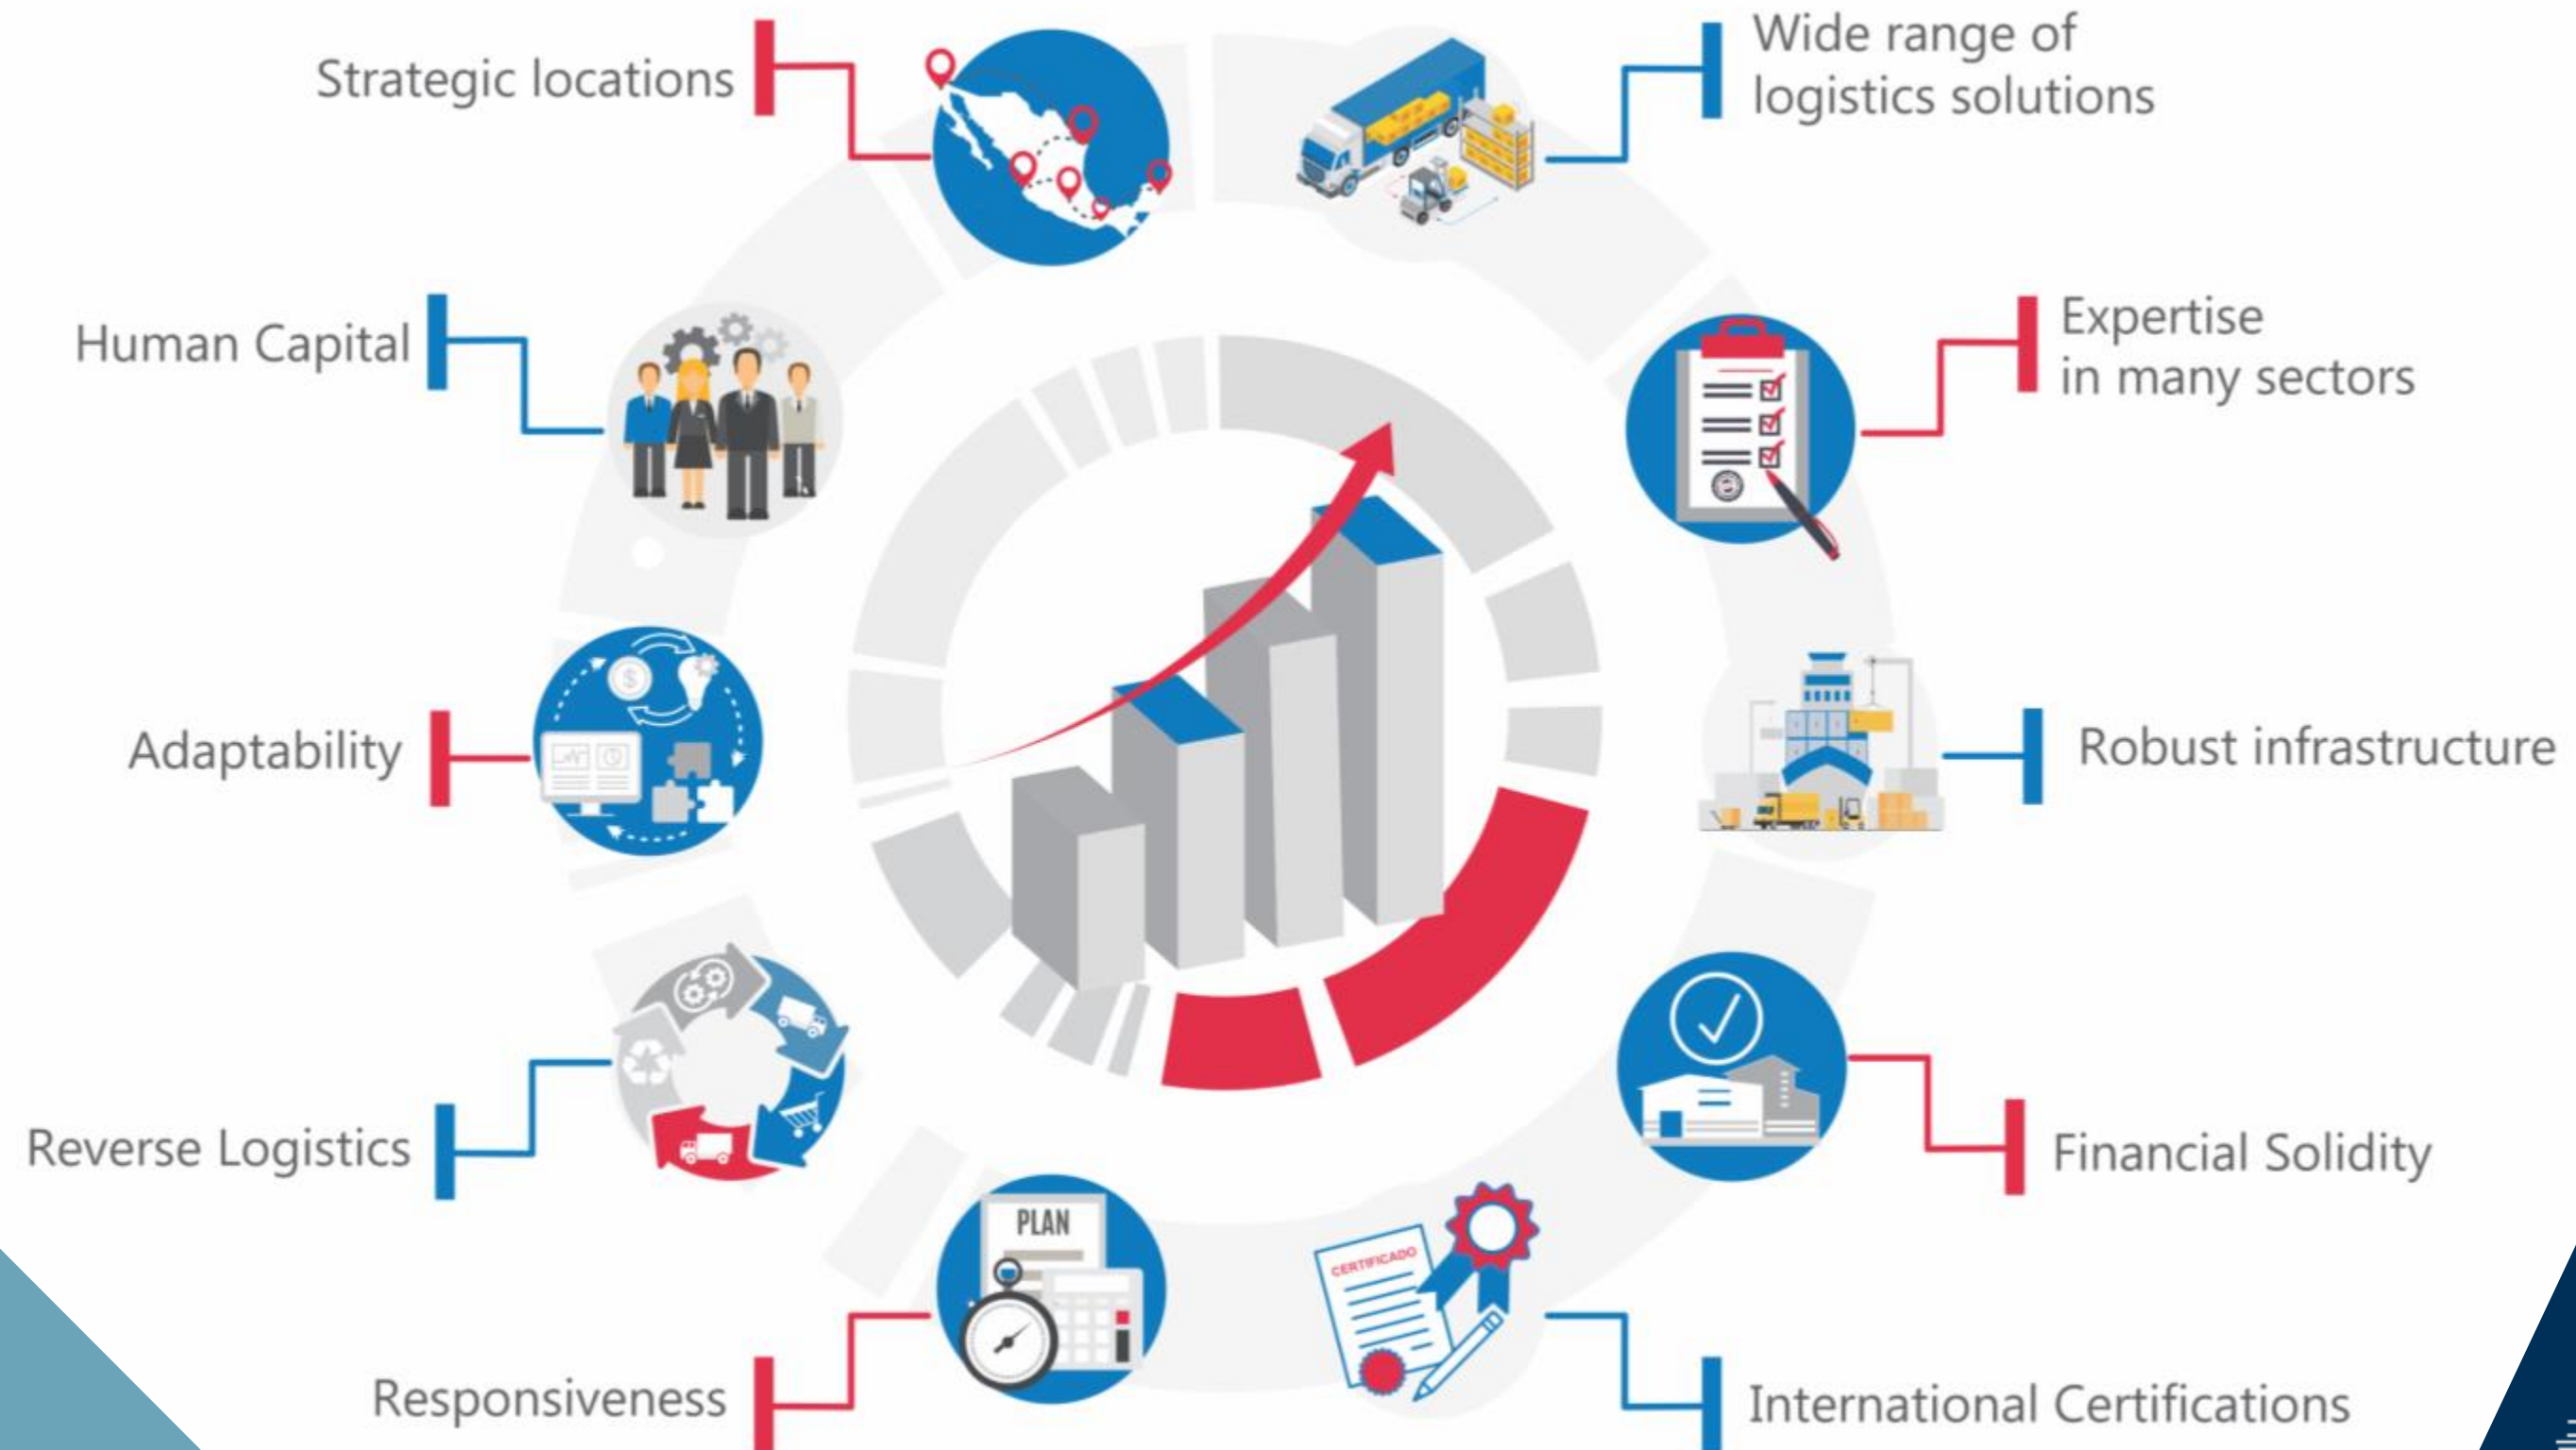 Strategic locations
Wide range of
logistics solutions
Human Capital
Expertise
in many sectors
Adaptability
$
Robust infrastructure
Reverse Logistics
Financial Solidity
PLAN
CERTIFICADO
Responsiveness
International Certifications